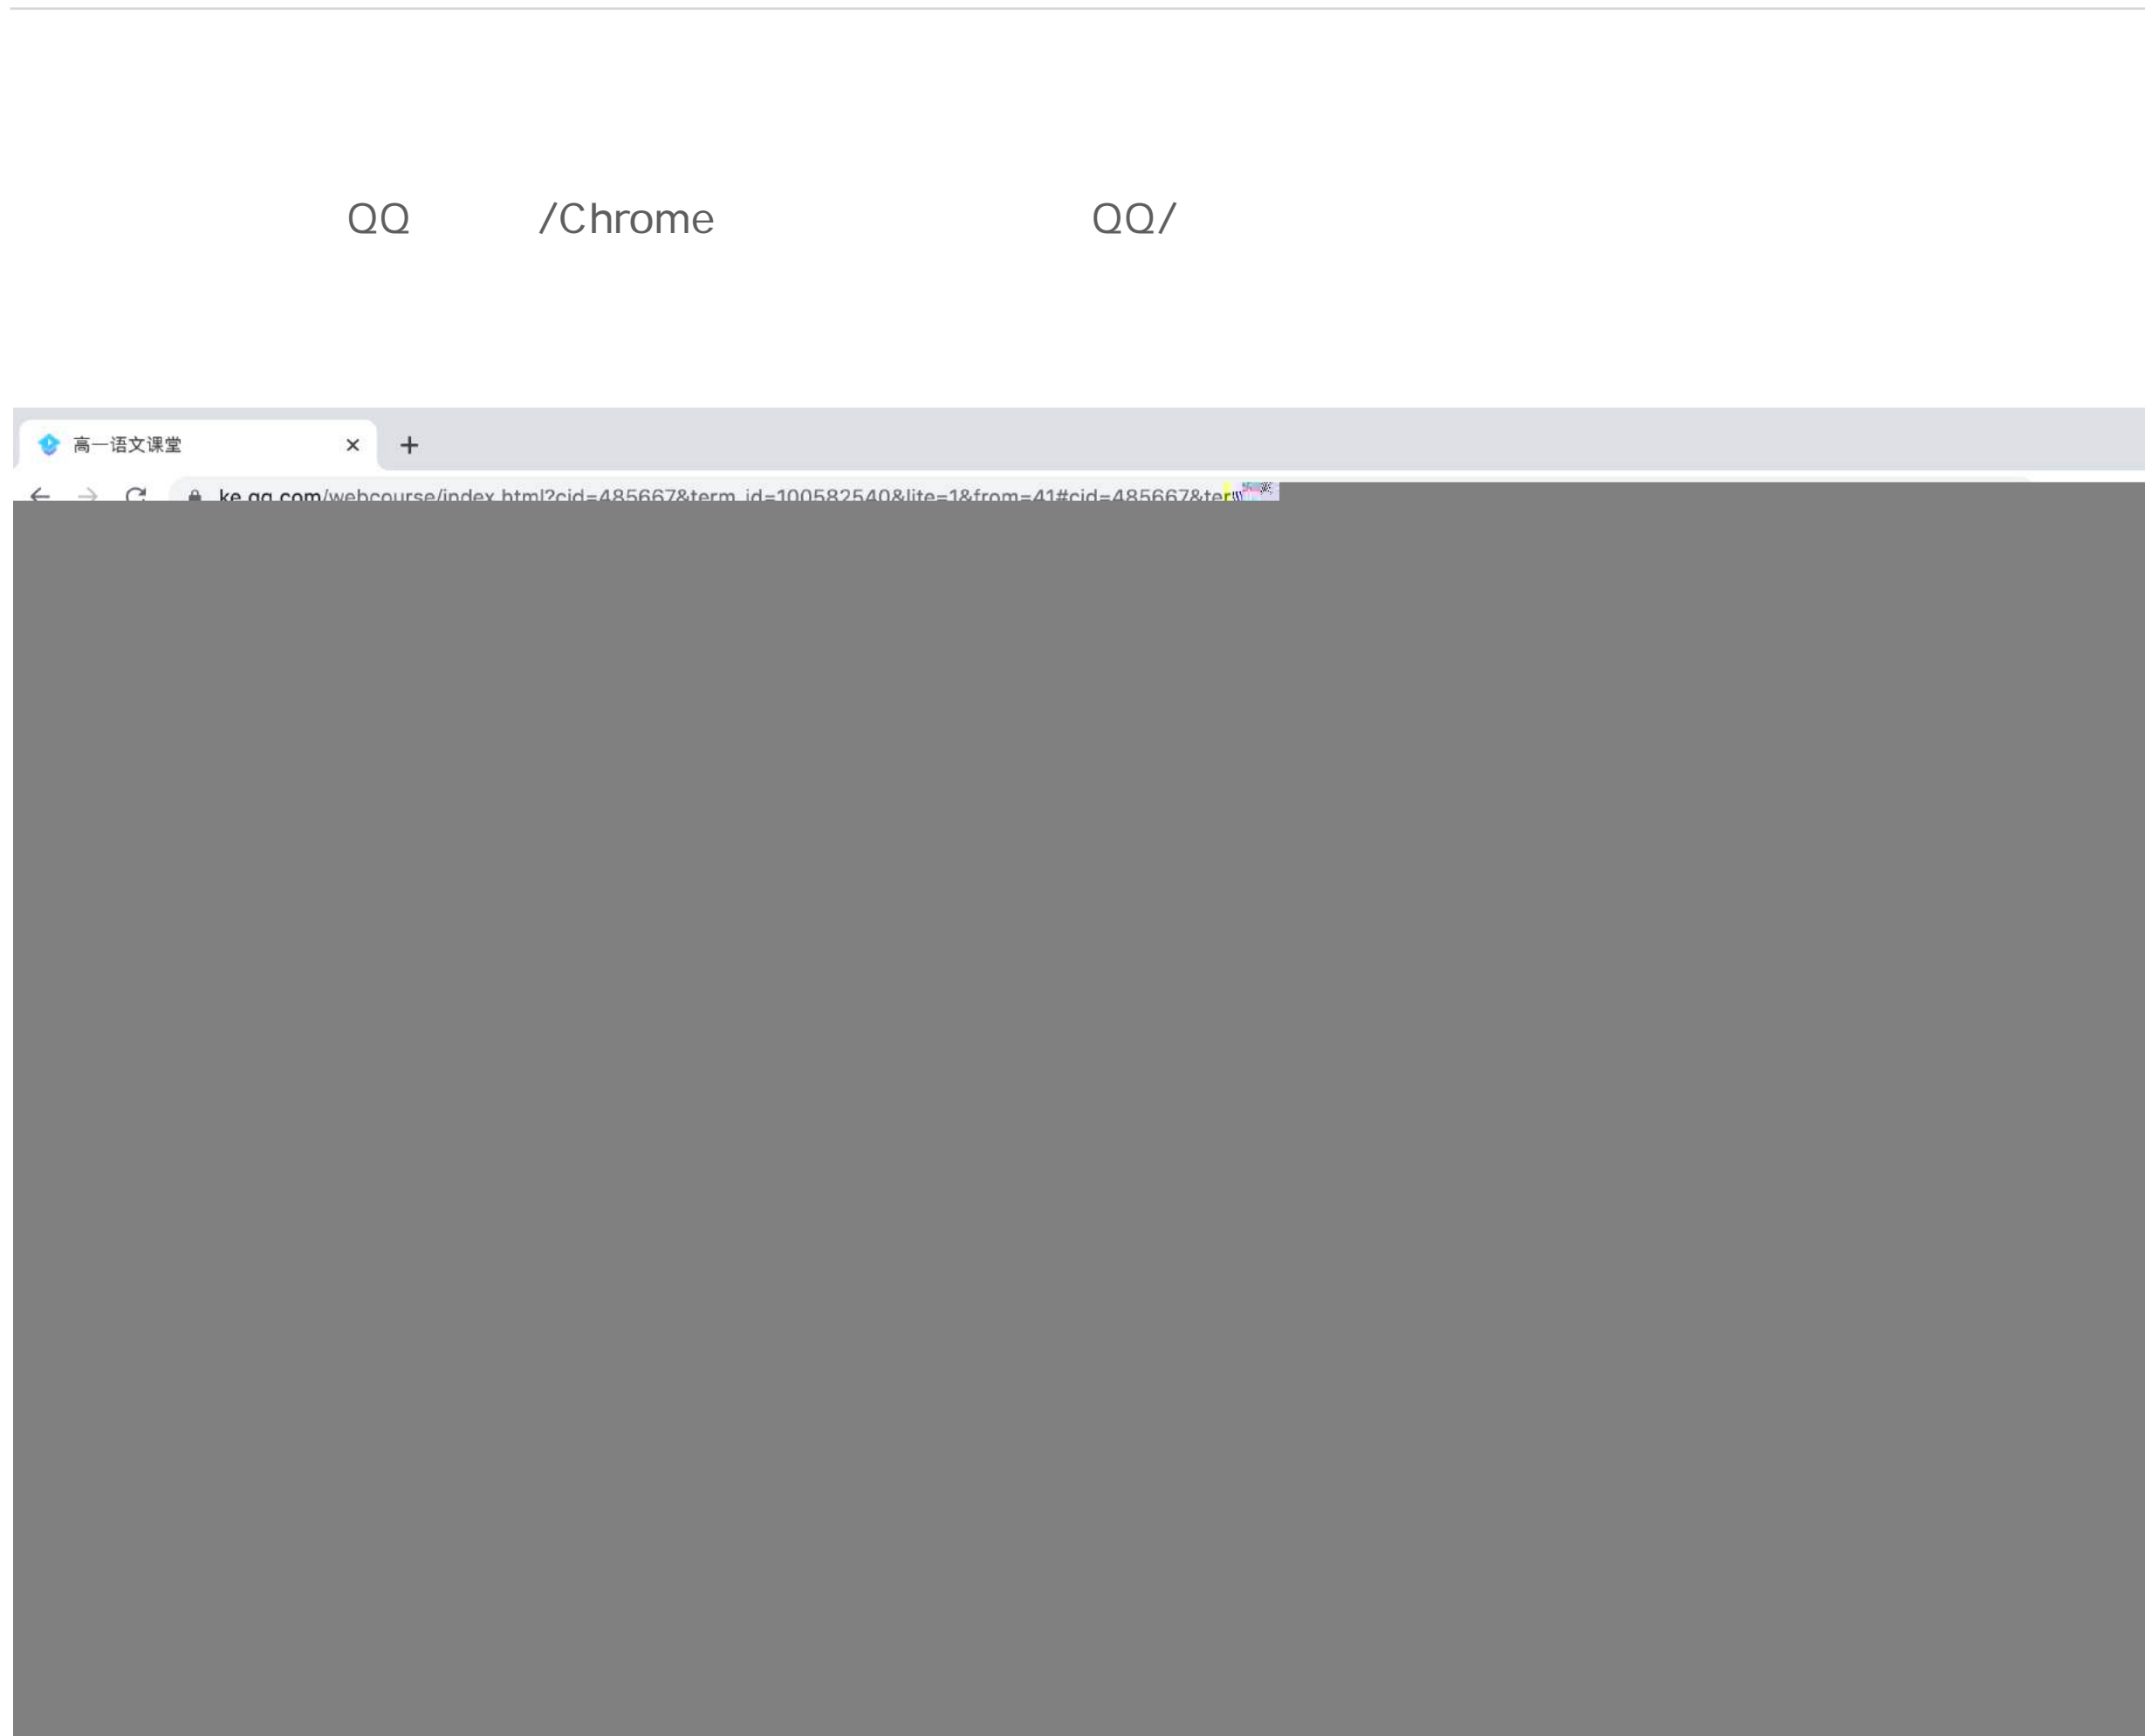 QQ /Chrome QQ/
高一语文课堂
ke.qq.com/webcourse/index.html?cid=485667&term_id=100582540&lite=1&from=41#cid=485667&ter